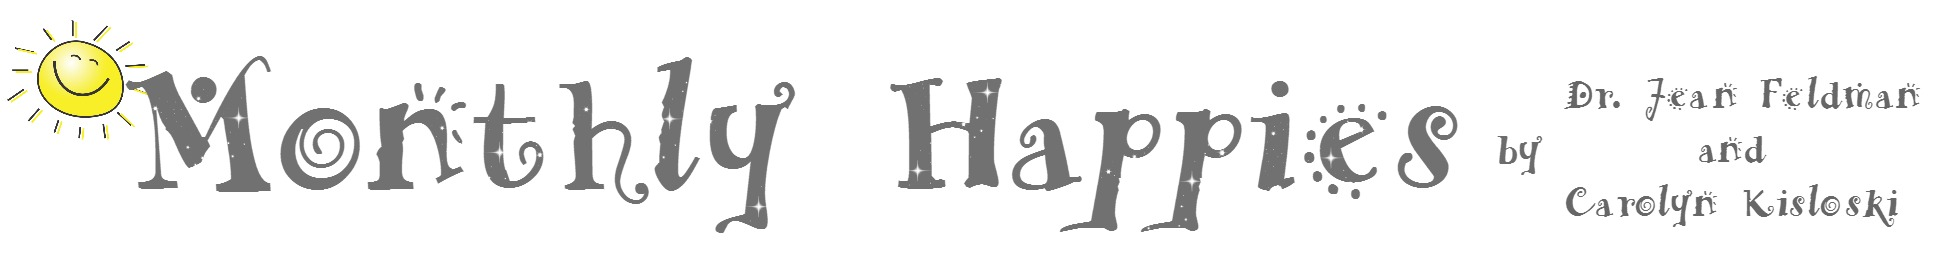 Monthly Happies
by
Dr. Jean Feldman
and
Carolyn Kisloski